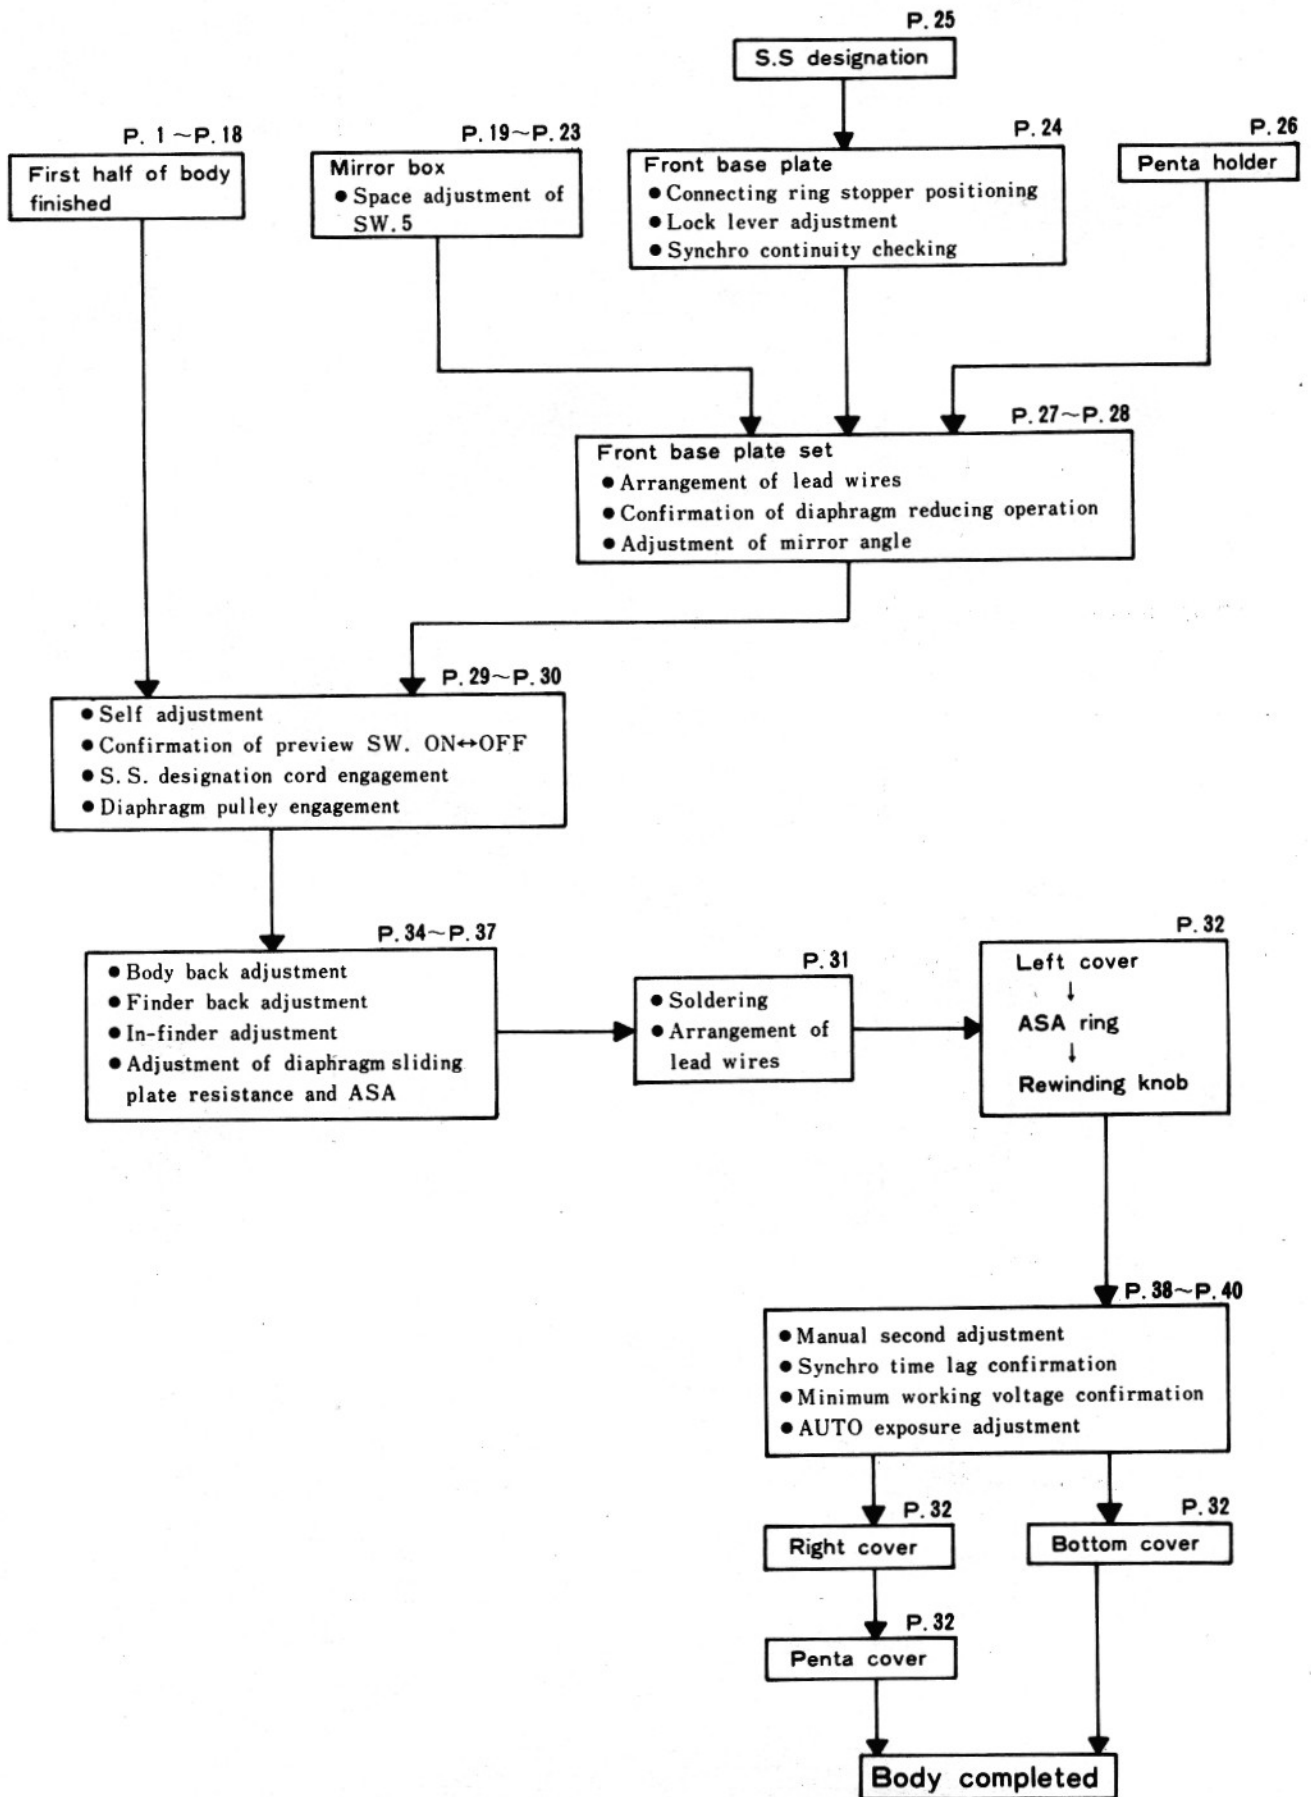 P. 25
S.S designation
P. 1 ～P. 18
First half of body
finished
P. 19～P. 23
Mirror box
● Space adjustment of
SW. 5
P. 24
Front base plate
● Connecting ring stopper positioning
● Lock lever adjustment
● Synchro continuity checking
P. 26
Penta holder
P. 27～P. 28
Front base plate set
● Arrangement of lead wires
● Confirmation of diaphragm reducing operation
● Adjustment of mirror angle
P. 29～P. 30
● Self adjustment
● Confirmation of preview SW. ON↔OFF
● S. S. designation cord engagement
● Diaphragm pulley engagement
P. 34～P. 37
● Body back adjustment
● Finder back adjustment
● In-finder adjustment
● Adjustment of diaphragm sliding
plate resistance and ASA
P. 31
● Soldering
● Arrangement of
lead wires
P. 32
Left cover
↓
ASA ring
↓
Rewinding knob
P. 38～P. 40
● Manual second adjustment
● Synchro time lag confirmation
● Minimum working voltage confirmation
● AUTO exposure adjustment
P. 32
Right cover
P. 32
Bottom cover
P. 32
Penta cover
Body completed